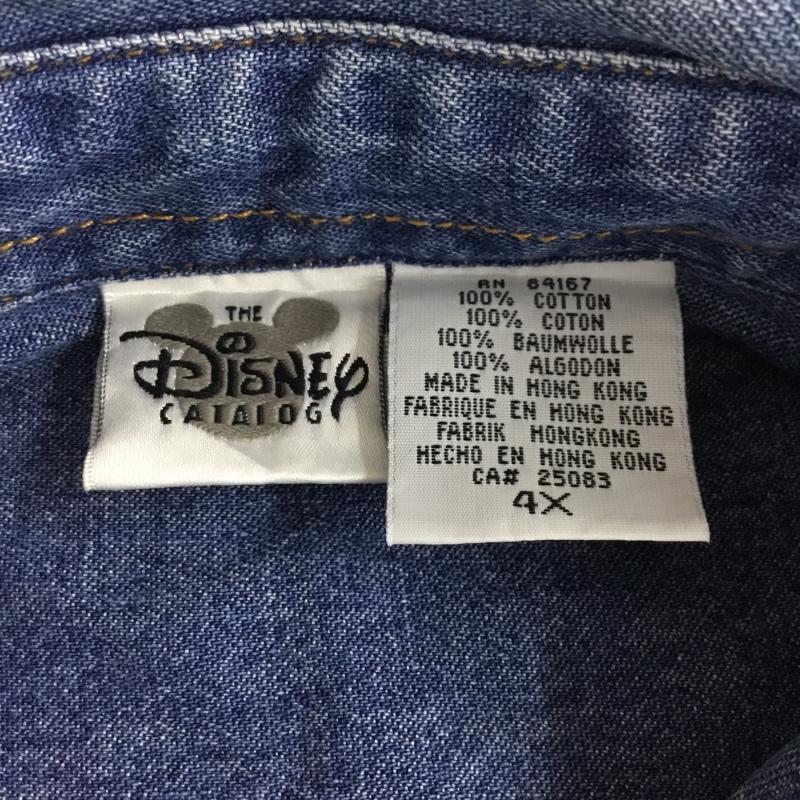 THE
Disney
CATALOG
RN 84167
100% COTTON
100% COTON
100% BAUMWOLLE
100% ALGODON
MADE IN HONG KONG
FABRIQUE EN HONG KONG
FABRIK HONGKONG
HECHO EN HONG KONG
CA# 25083
4X